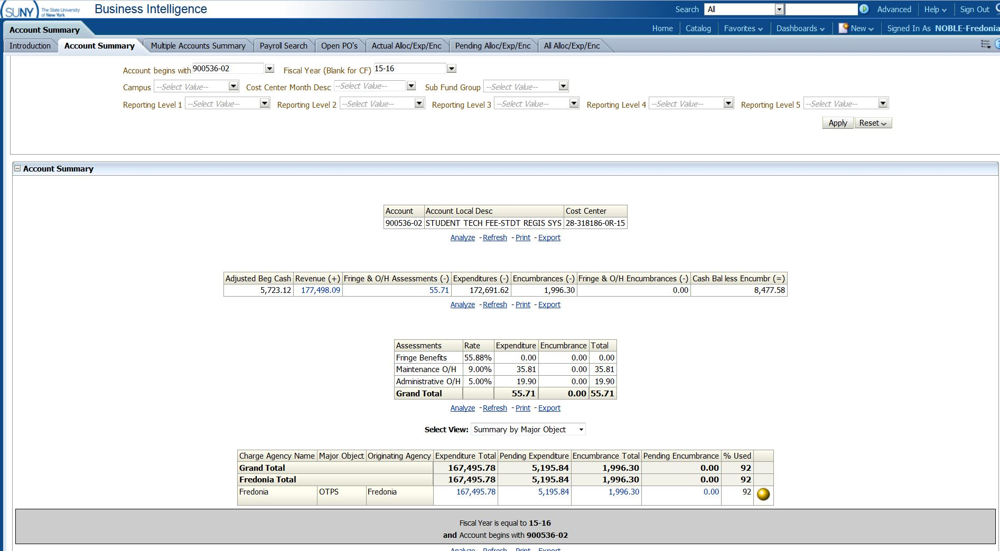 SUNY The State University of New York Business Intelligence Search All Advanced Help Sign Out
Account Summary Home Catalog Favorites Dashboards New Signed In As NOBLE-Fredonia
Introduction Account Summary Multiple Accounts Summary Payroll Search Open PO's Actual Alloc/Exp/Enc Pending Alloc/Exp/Enc All Alloc/Exp/Enc
Account begins with 900536-02 Fiscal Year (Blank for CF) 15-16
Campus --Select Value-- Cost Center Month Desc --Select Value-- Sub Fund Group --Select Value--
Reporting Level 1 --Select Value-- Reporting Level 2 --Select Value-- Reporting Level 3 --Select Value-- Reporting Level 4 --Select Value-- Reporting Level 5 --Select Value--
Apply Reset
Account Summary
Account Account Local Desc Cost Center
900536-02 STUDENT TECH FEE-STDT REGIS SYS 28-318186-0R-15
Analyze - Refresh - Print - Export
Adjusted Beg Cash Revenue (+) Fringe & O/H Assessments (-) Expenditures (-) Encumbrances (-) Fringe & O/H Encumbrances (-) Cash Bal less Encumbr (=)
5,723.12 177,498.09 55.71 172,691.62 1,996.30 0.00 8,477.58
Analyze - Refresh - Print - Export
Assessments Rate Expenditure Encumbrance Total
Fringe Benefits 55.88% 0.00 0.00 0.00
Maintenance O/H 9.00% 35.81 0.00 35.81
Administrative O/H 5.00% 19.90 0.00 19.90
Grand Total 55.71 0.00 55.71
Analyze - Refresh - Print - Export
Select View: Summary by Major Object
Charge Agency Name Major Object Originating Agency Expenditure Total Pending Expenditure Encumbrance Total Pending Encumbrance % Used
Grand Total 167,495.78 5,195.84 1,996.30 0.00 92
Fredonia Total 167,495.78 5,195.84 1,996.30 0.00 92
Fredonia OTPS Fredonia 167,495.78 5,195.84 1,996.30 0.00 92
Fiscal Year is equal to 15-16
and Account begins with 900536-02
Analyze - Refresh - Print - Export